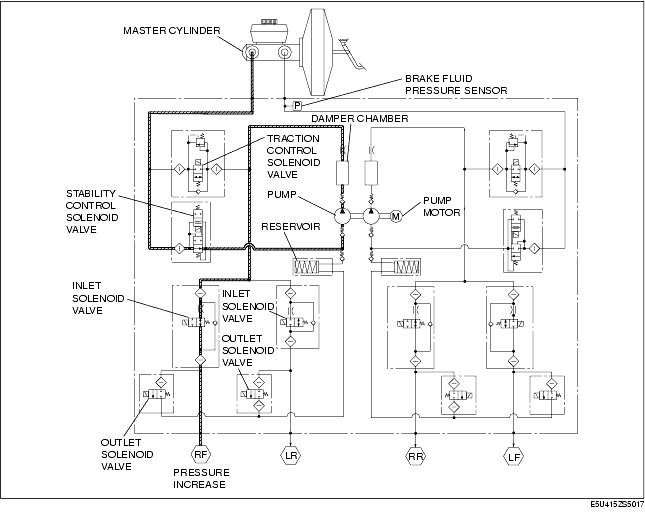 MASTER CYLINDER
BRAKE FLUID
PRESSURE SENSOR
P
DAMPER CHAMBER
TRACTION
CONTROL
SOLENOID
VALVE
STABILITY
CONTROL
SOLENOID
VALVE
PUMP
M
PUMP
MOTOR
RESERVOIR
INLET
SOLENOID
VALVE
INLET
SOLENOID
VALVE
OUTLET
SOLENOID
VALVE
OUTLET
SOLENOID
VALVE
RF
LR
RR
LF
PRESSURE
INCREASE
E5U415ZS5017